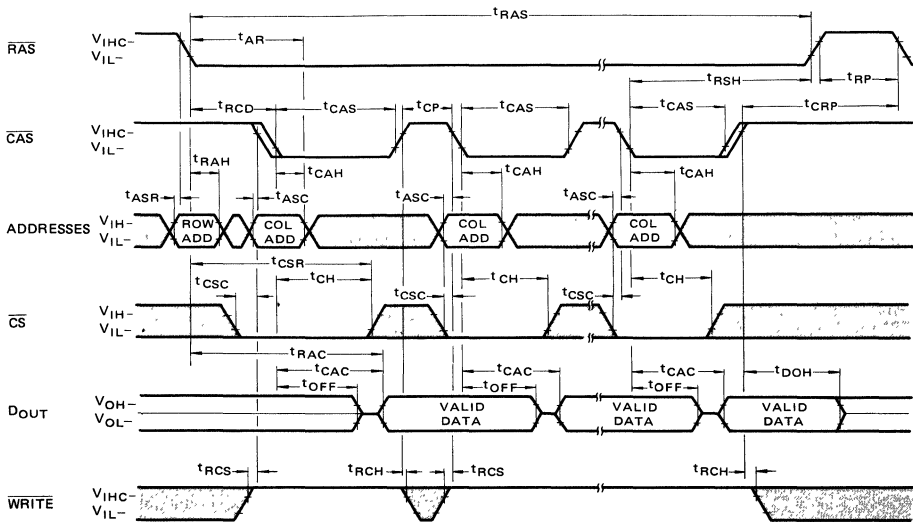 tRAS
tAR
RAS
VIHC–
VIL–
tRSH
tRP
tRCD
tCAS
tCP
tCAS
tCAS
tCRP
CAS
VIHC–
VIL–
tRAH
tCAH
tCAH
tCAH
tASR
tASC
tASC
tASC
ADDRESSES
VIH–
VIL–
ROW ADD
COL ADD
COL ADD
COL ADD
tCSR
tCH
tCH
tCH
tCSC
tCSC
tCSC
CS
VIH–
VIL–
tRAC
tCAC
tCAC
tCAC
tOFF
tOFF
tOFF
tDOH
DOUT
VOH–
VOL–
VALID DATA
VALID DATA
VALID DATA
tRCS
tRCH
tRCS
tRCH
WRITE
VIHC–
VIL–